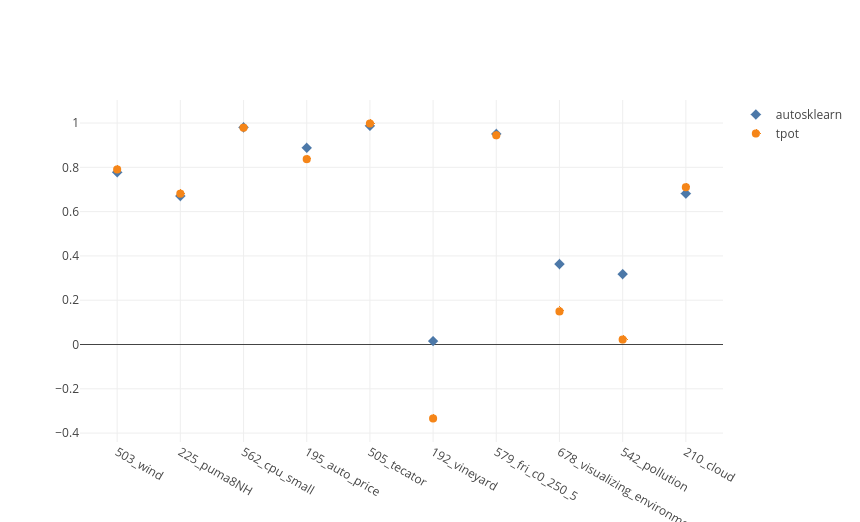 autosklearn
tpot
1
0.8
0.6
0.4
0.2
0
−0.2
−0.4
503_wind
225_puma8NH
562_cpu_small
195_auto_price
505_tecator
192_vineyard
579_fri_c0_250_5
678_visualizing_environme
542_pollution
210_cloud